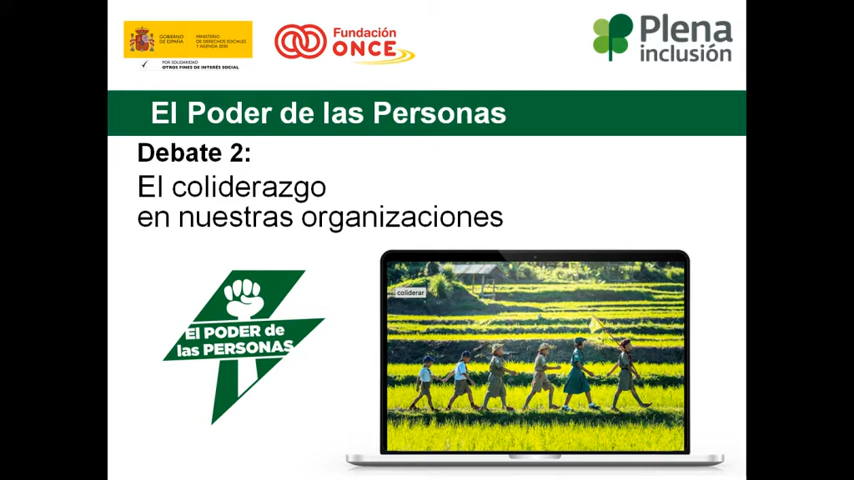 GOBIERNO
DE ESPAÑA
MINISTERIO
DE DERECHOS SOCIALES
Y AGENDA 2030
POR SOLIDARIDAD
OTROS FINES DE INTERÉS SOCIAL
Fundación
ONCE
Plena
inclusión
El Poder de las Personas
Debate 2:
El coliderazgo
en nuestras organizaciones
El PODER de
las PERSONAS
coliderar